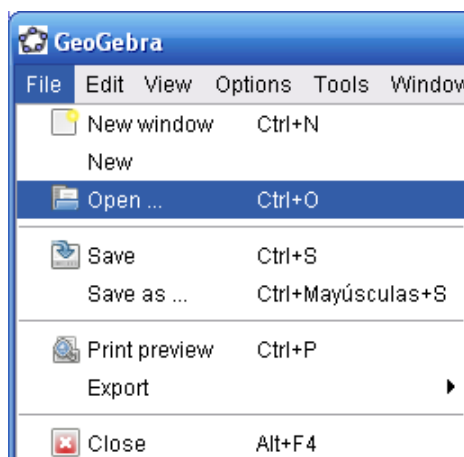 GeoGebra
File Edit View Options Tools Window
New window Ctrl+N
New
Open ... Ctrl+O
Save Ctrl+S
Save as ... Ctrl+Mayúsculas+S
Print preview Ctrl+P
Export
Close Alt+F4